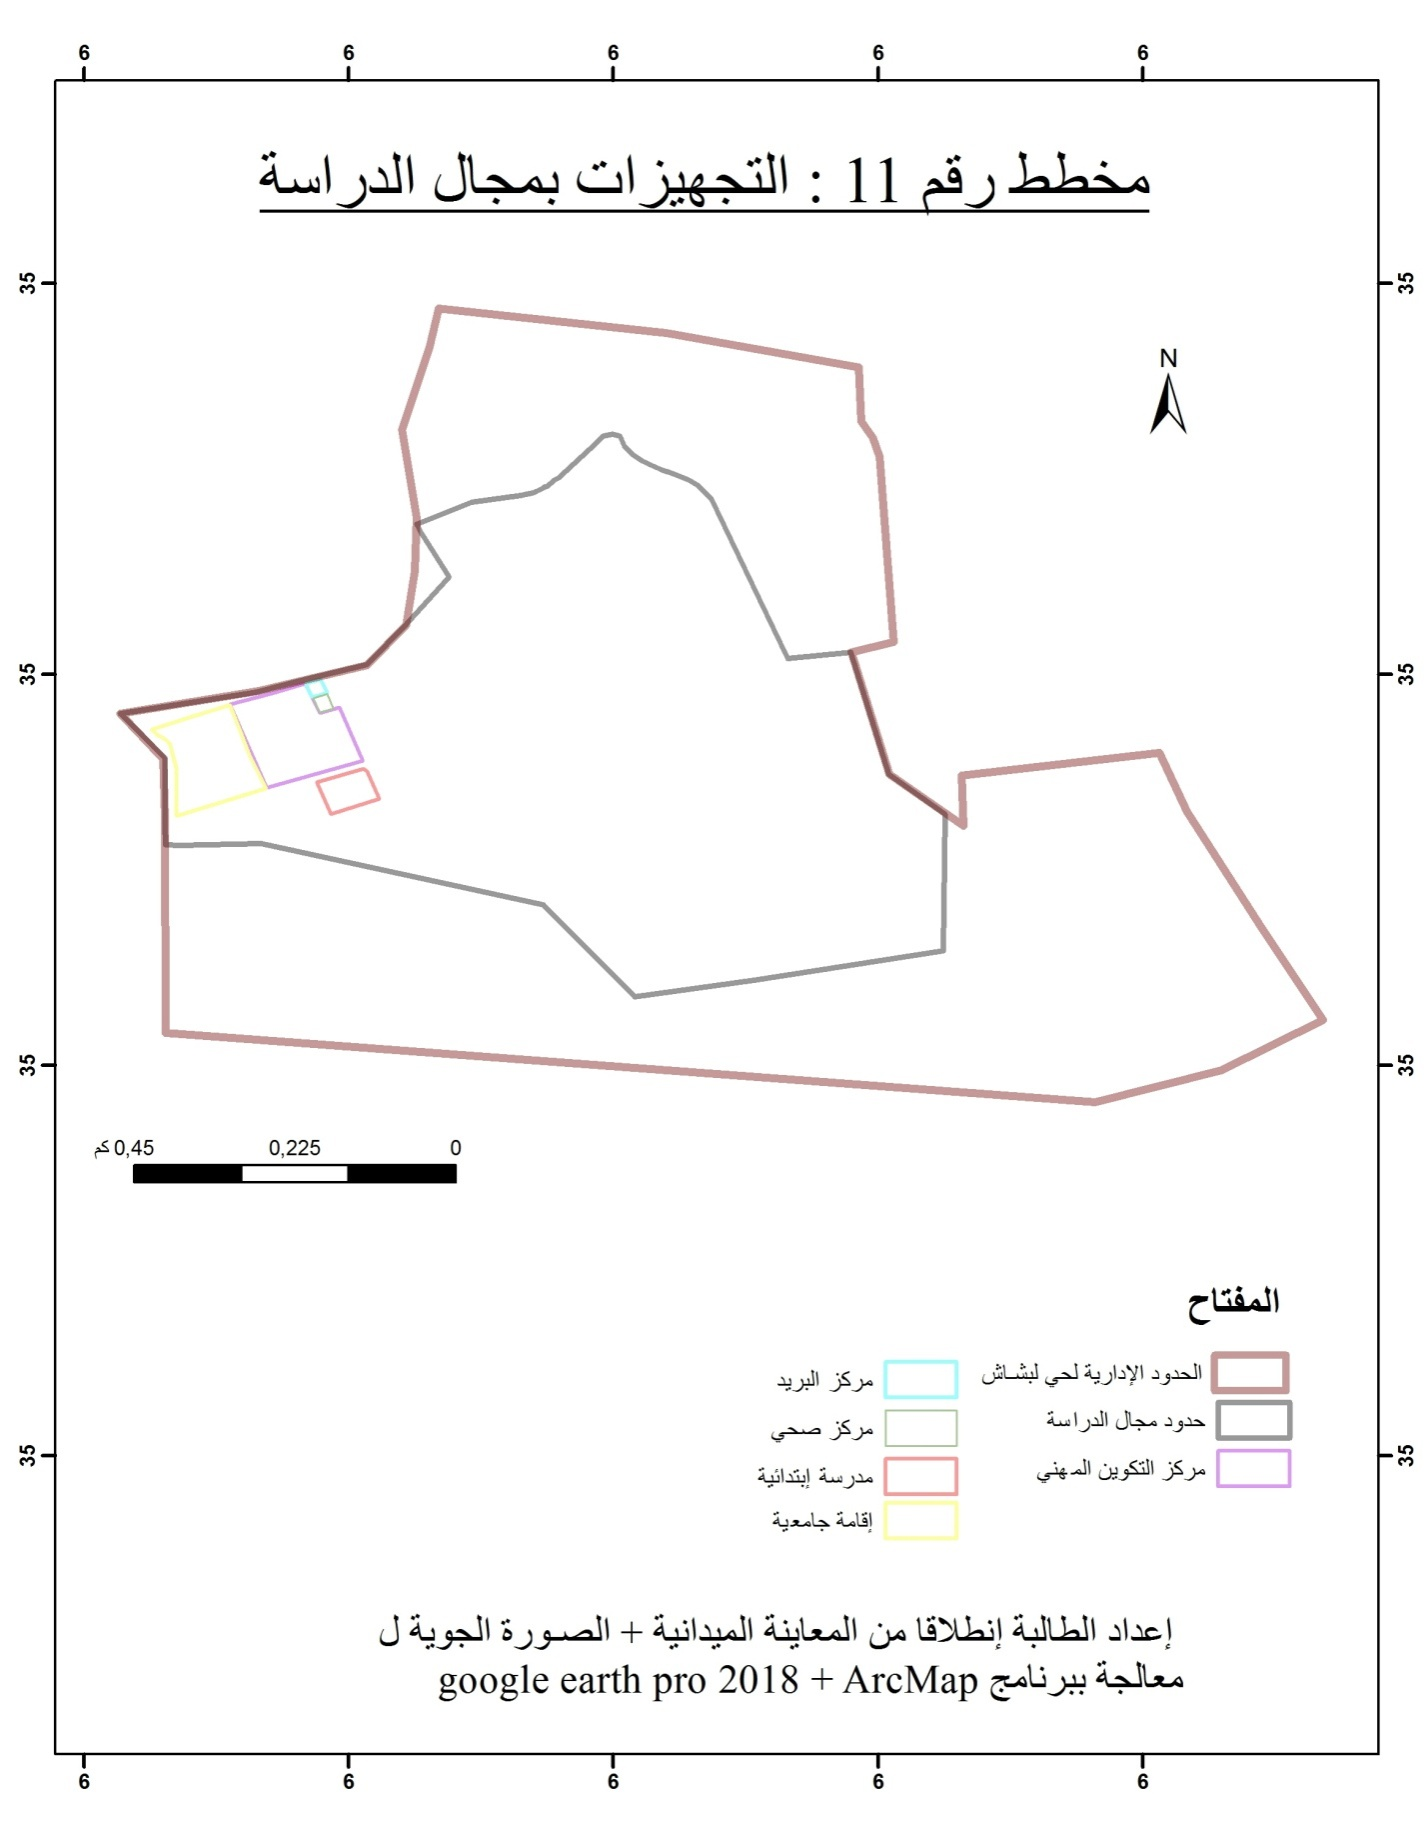 6 6 6 6 6
مخطط رقم 11 : التجهيزات بمجال الدراسة
35 35
N
35 35
35 35
0 0,225 0,45 كم
المفتاح
الحدود الإدارية لحي لبشاش
حدود مجال الدراسة
مركز التكوين المهني
مركز البريد
مركز صحي
مدرسة إبتدائية
إقامة جامعية
35 35
إعداد الطالبة إنطلاقا من المعاينة الميدانية + الصورة الجوية ل
معالجة ببرنامج google earth pro 2018 + ArcMap
6 6 6 6 6